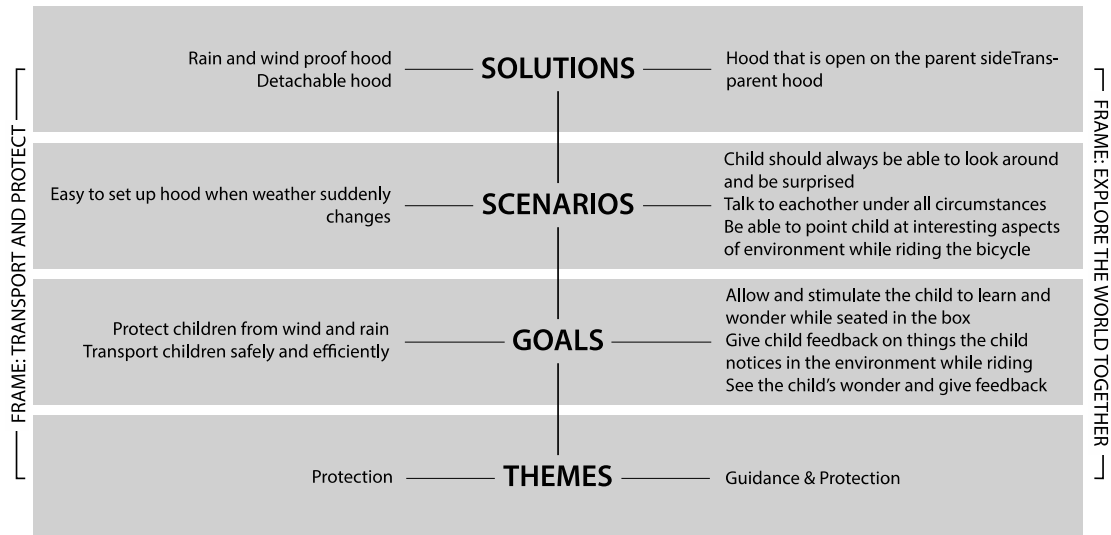 FRAME: TRANSPORT AND PROTECT
Rain and wind proof hood
Detachable hood
SOLUTIONS
Hood that is open on the parent sideTrans-
parent hood
Easy to set up hood when weather suddenly
changes
SCENARIOS
Child should always be able to look around
and be surprised
Talk to eachother under all circumstances
Be able to point child at interesting aspects
of environment while riding the bicycle
Protect children from wind and rain
Transport children safely and efficiently
GOALS
Allow and stimulate the child to learn and
wonder while seated in the box
Give child feedback on things the child
notices in the environment while riding
See the child's wonder and give feedback
Protection
THEMES
Guidance & Protection
FRAME: EXPLORE THE WORLD TOGETHER